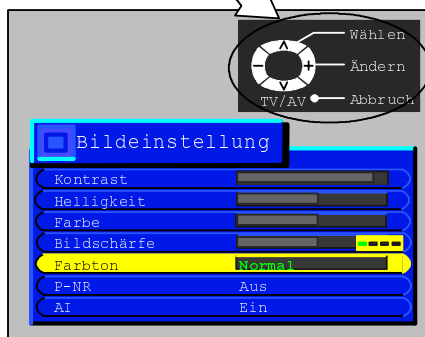 Wählen
Ändern
TV/AV Abbruch
Bildeinstellung
Kontrast
Helligkeit
Farbe
Bildschärfe
Farbton Normal
P-NR Aus
AI Ein